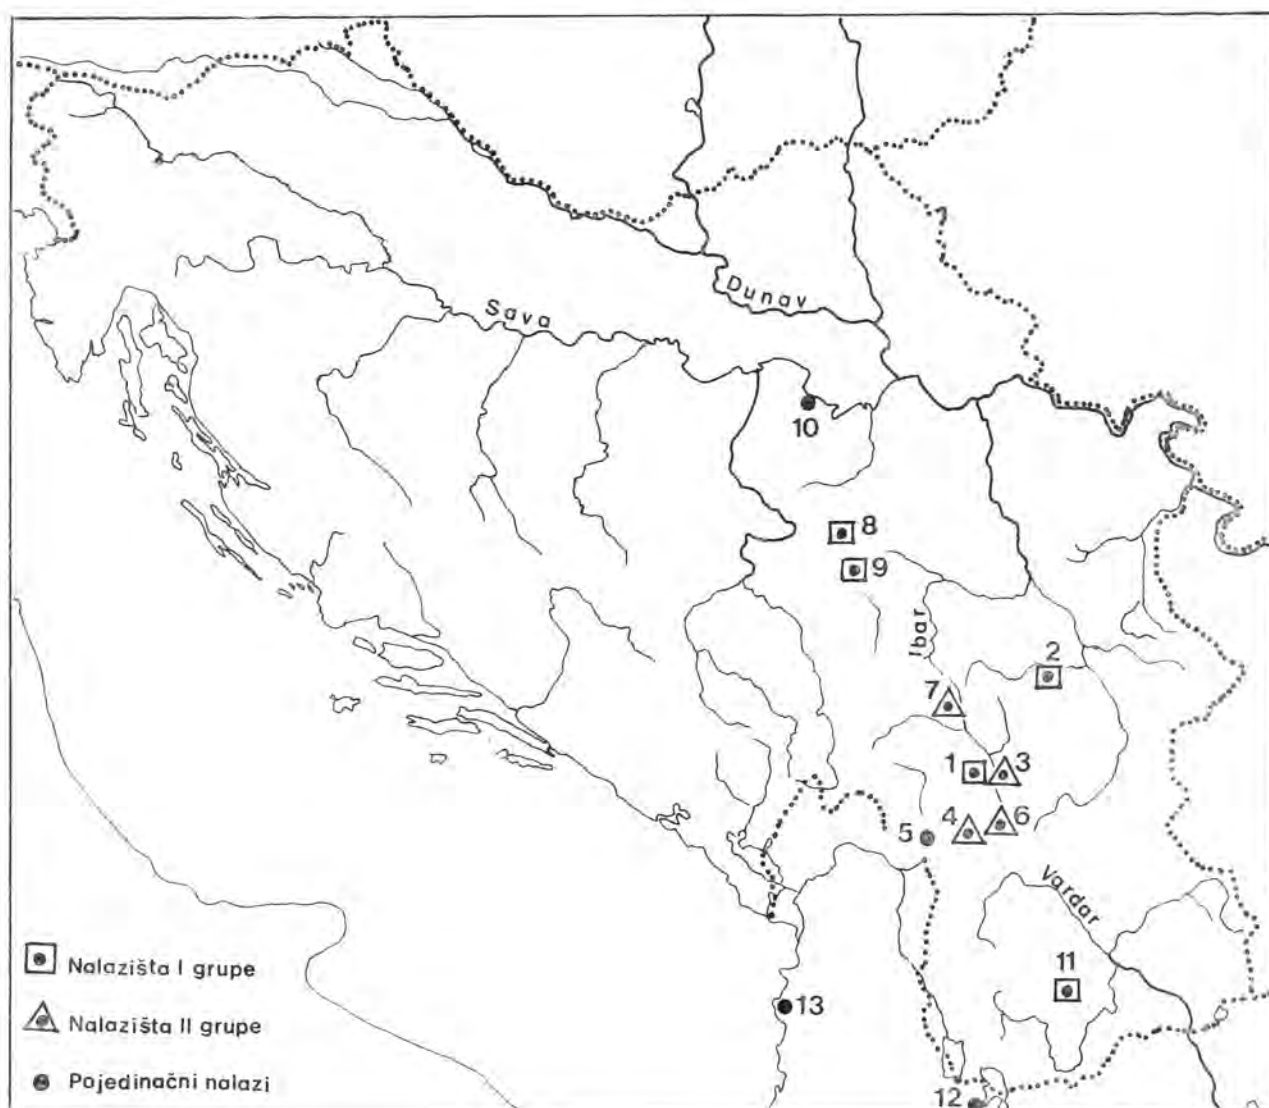 Dunav
Sava
10
8
9
Ibar
2
7
1
3
4
6
5
Vardar
11
13
12
Nalazišta I grupe
Nalazišta II grupe
Pojedinačni nalazi